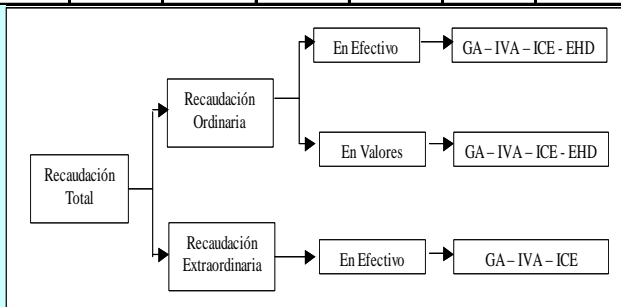 En Efectivo
GA – IVA – ICE - EHD
Recaudación
Ordinaria
En Valores
GA – IVA – ICE - EHD
Recaudación
Total
Recaudación
Extraordinaria
En Efectivo
GA – IVA – ICE